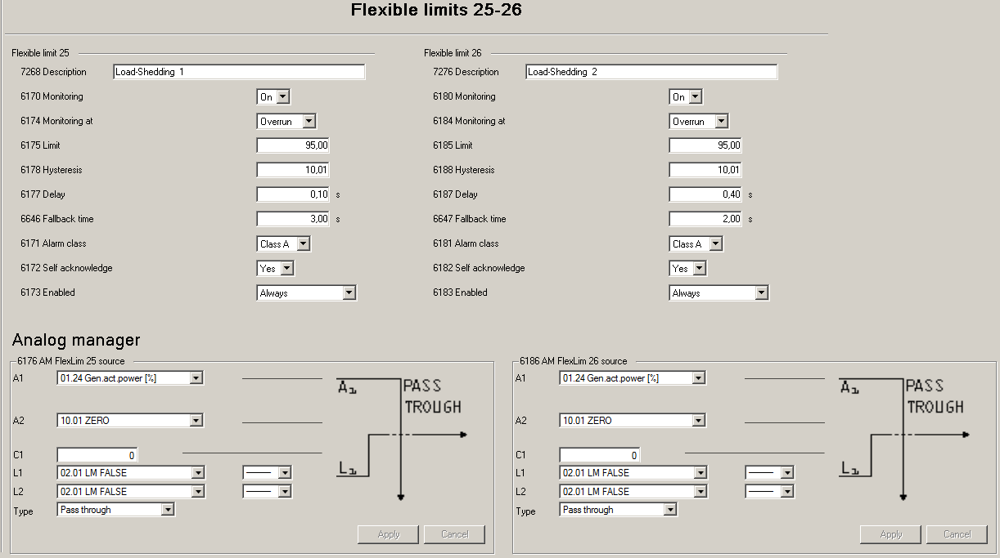 Flexible limits 25-26
Flexible limit 25
7268 Description Load-Shedding 1
6170 Monitoring On
6174 Monitoring at Overrun
6175 Limit 95,00
6178 Hysteresis 10,01
6177 Delay 0,10 s
6646 Fallback time 3,00 s
6171 Alarm class Class A
6172 Self acknowledge Yes
6173 Enabled Always
Flexible limit 26
7276 Description Load-Shedding 2
6180 Monitoring On
6184 Monitoring at Overrun
6185 Limit 95,00
6188 Hysteresis 10,01
6187 Delay 0,40 s
6647 Fallback time 2,00 s
6181 Alarm class Class A
6182 Self acknowledge Yes
6183 Enabled Always
Analog manager
6176 AM FlexLim 25 source
A1 01.24 Gen.act.power [%]
A2 10.01 ZERO
C1 0
L1 02.01 LM FALSE
L2 02.01 LM FALSE
Type Pass through
A1 PASS
TROUGH
L1
Apply Cancel
6186 AM FlexLim 26 source
A1 01.24 Gen.act.power [%]
A2 10.01 ZERO
C1 0
L1 02.01 LM FALSE
L2 02.01 LM FALSE
Type Pass through
A1 PASS
TROUGH
L1
Apply Cancel